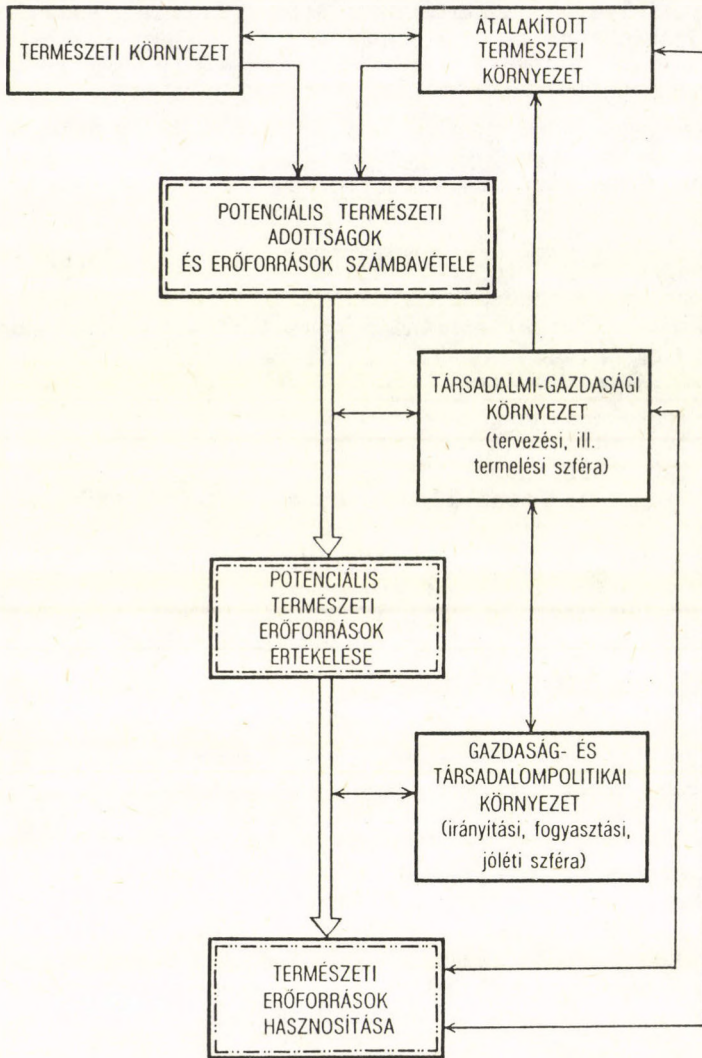 TERMÉSZETI KÖRNYEZET
ÁTALAKÍTOTT
TERMÉSZETI
KÖRNYEZET
POTENCIÁLIS TERMÉSZETI
ADOTTSÁGOK
ÉS ERŐFORRÁSOK SZÁMBAVÉTELE
TÁRSADALMI-GAZDASÁGI
KÖRNYEZET
(tervezési, ill.
termelési szféra)
POTENCIÁLIS
TERMÉSZETI
ERŐFORRÁSOK
ÉRTÉKELÉSE
GAZDASÁG- ÉS
TÁRSADALOMPOLITIKAI
KÖRNYEZET
(irányítási, fogyasztási,
jóléti szféra)
TERMÉSZETI
ERŐFORRÁSOK
HASZNOSÍTÁSA